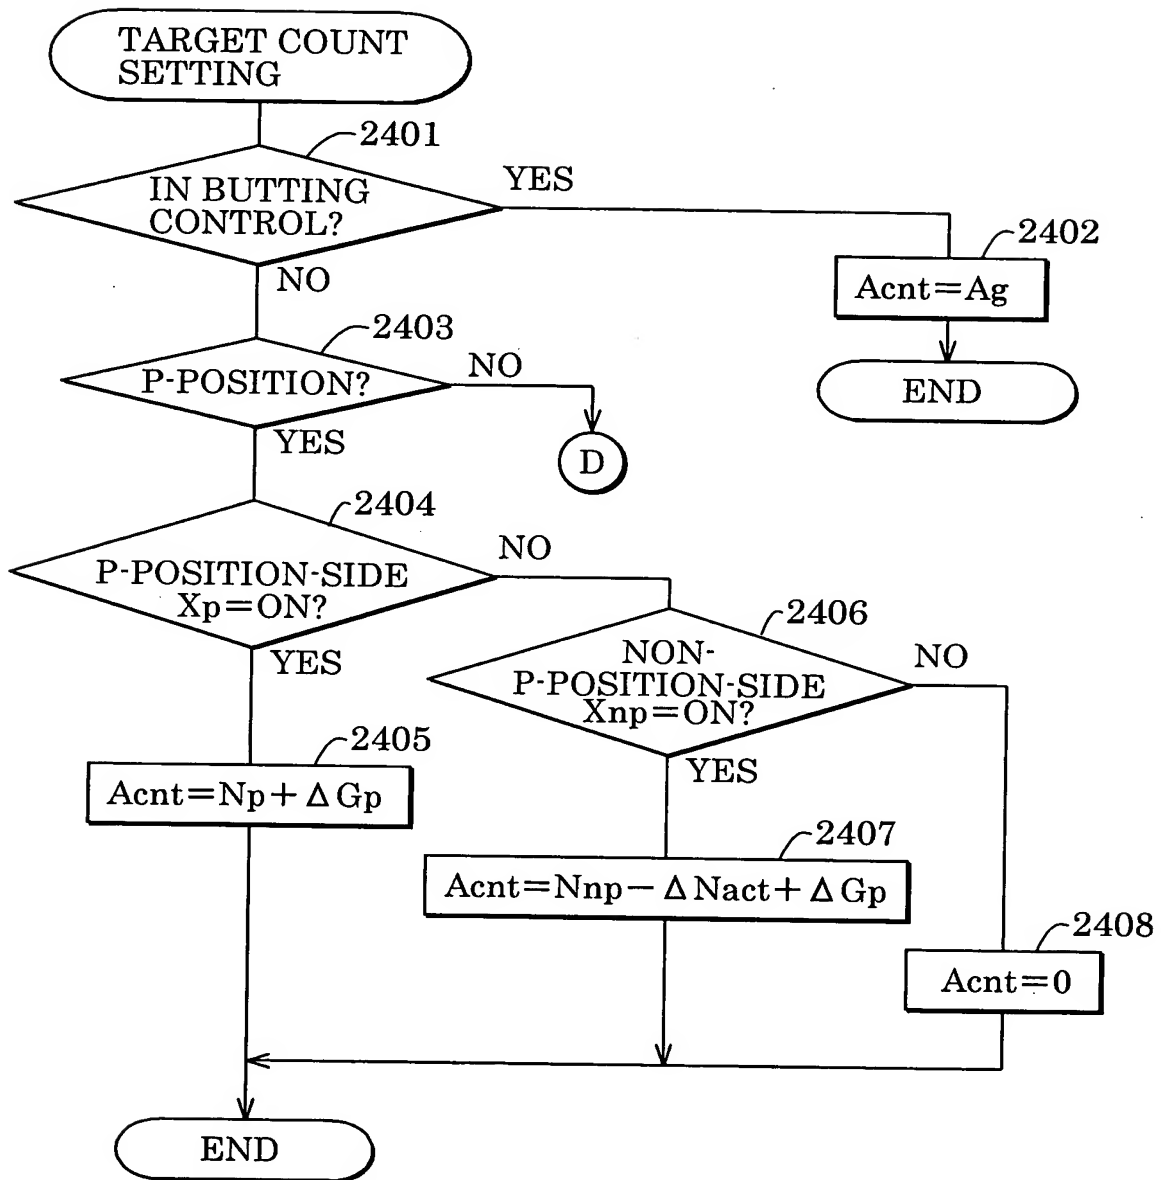 TARGET COUNT
SETTING
2401
IN BUTTING
CONTROL?
YES
NO
2402
Acnt=Ag
END
2403
P-POSITION?
NO
YES
D
2404
P-POSITION-SIDE
Xp=ON?
NO
YES
2406
NON-
P-POSITION-SIDE
Xnp=ON?
NO
YES
2405
Acnt=Np+ΔGp
2407
Acnt=Nnp-ΔNact+ΔGp
2408
Acnt=0
END